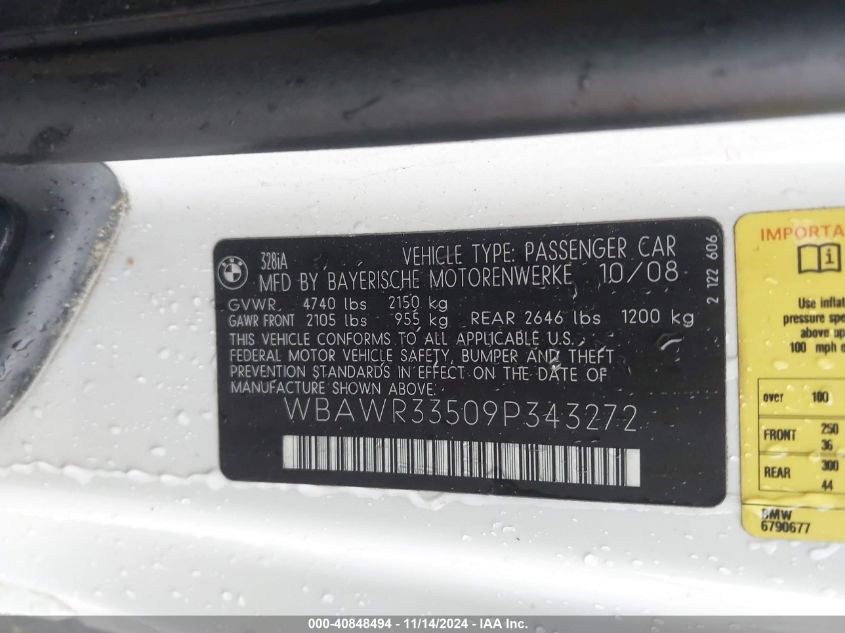 BMW
328iA VEHICLE TYPE: PASSENGER CAR
MFD BY BAYERISCHE MOTORENWERKE 10/08
GVWR 4740 lbs 2150 kg
GAWR FRONT 2105 lbs 955 kg REAR 2646 lbs 1200 kg
THIS VEHICLE CONFORMS TO ALL APPLICABLE U.S.
FEDERAL MOTOR VEHICLE SAFETY, BUMPER AND THEFT
PREVENTION STANDARDS IN EFFECT ON THE DATE OF
MANUFACTURE SHOWN ABOVE:
WBAWR33509P343272
2 122 606
IMPORTA
Use inflat
pressure spe
above up
100 mph o
over 100
FRONT 250
36
REAR 300
44
BMW
6790677
000-40848494 - 11/14/2024 - IAA Inc.